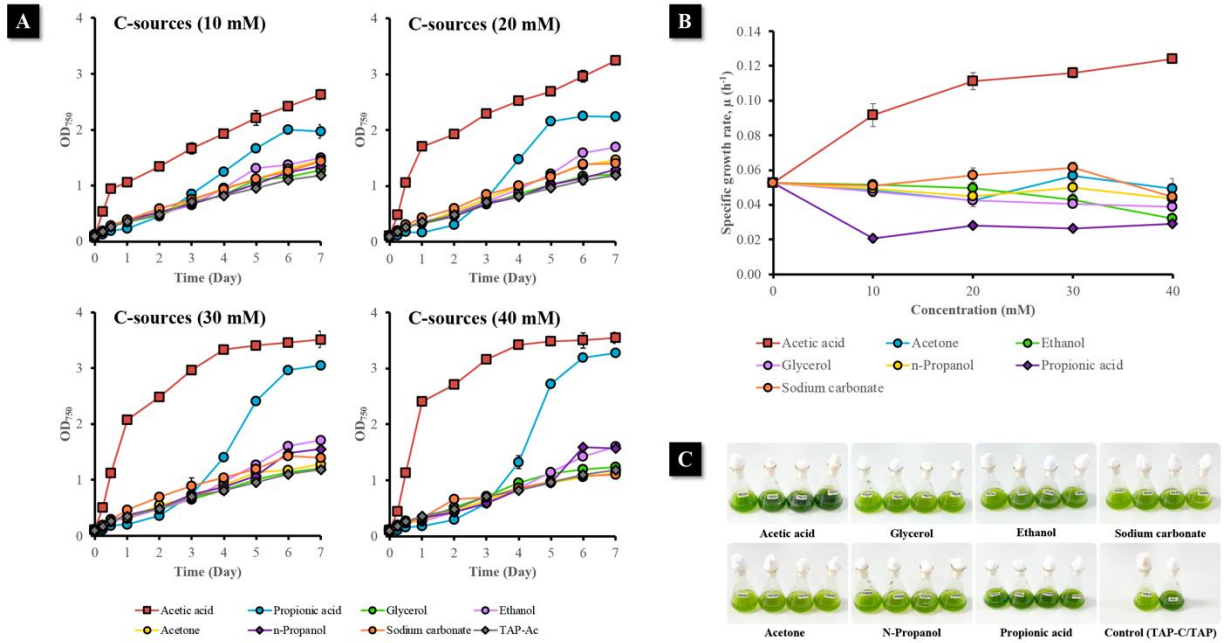 A
C-sources (10 mM)
OD750
4
3
2
1
0
0 1 2 3 4 5 6 7
Time (Day)
C-sources (20 mM)
4
3
2
1
0
0 1 2 3 4 5 6 7
Time (Day)
C-sources (30 mM)
OD750
4
3
2
1
0
0 1 2 3 4 5 6 7
Time (Day)
C-sources (40 mM)
4
3
2
1
0
0 1 2 3 4 5 6 7
Time (Day)
Acetic acid Propionic acid Glycerol Ethanol
Acetone n-Propanol Sodium carbonate TAP-Ac
B
Specific growth rate, μ (h-1)
0.14
0.12
0.10
0.08
0.06
0.04
0.02
0.00
0 10 20 30 40
Concentration (mM)
Acetic acid Acetone Ethanol
Glycerol n-Propanol Propionic acid
Sodium carbonate
C
Acetic acid Glycerol Ethanol Sodium carbonate
Acetone N-Propanol Propionic acid Control (TAP-C/TAP)